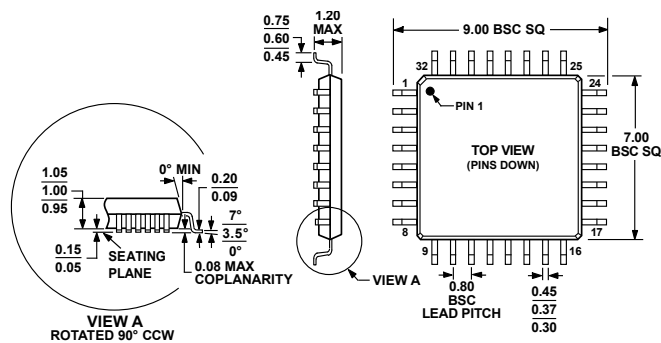 0.75
0.60
0.45
1.20
MAX
9.00 BSC SQ
32
25
1
24
PIN 1
TOP VIEW
(PINS DOWN)
7.00
BSC SQ
8
17
9
16
0.80
BSC
LEAD PITCH
0.45
0.37
0.30
VIEW A
1.05
1.00
0.95
0° MIN
0.20
0.09
7°
3.5°
0°
0.15
0.05
SEATING
PLANE
0.08 MAX
COPLANARITY
VIEW A
ROTATED 90° CCW